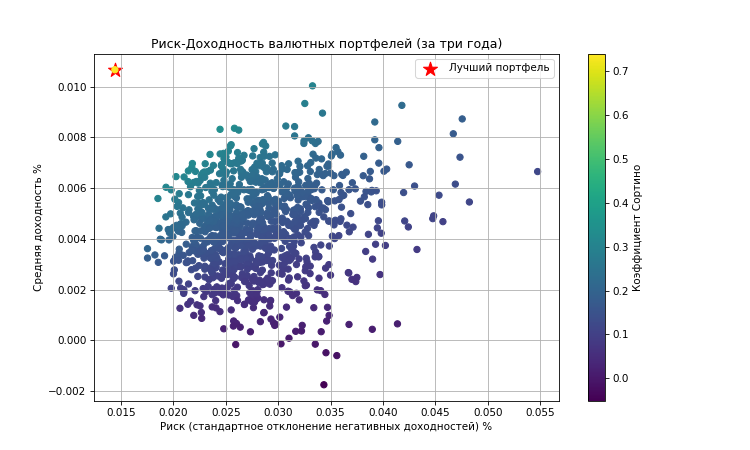 Риск-Доходность валютных портфелей (за три года)
Лучший портфель
Средняя доходность %
0.010
0.008
0.006
0.004
0.002
0.000
−0.002
0.015 0.020 0.025 0.030 0.035 0.040 0.045 0.050 0.055
Риск (стандартное отклонение негативных доходностей) %
0.7
0.6
0.5
0.4
0.3
0.2
0.1
0.0
Коэффициент Сортино